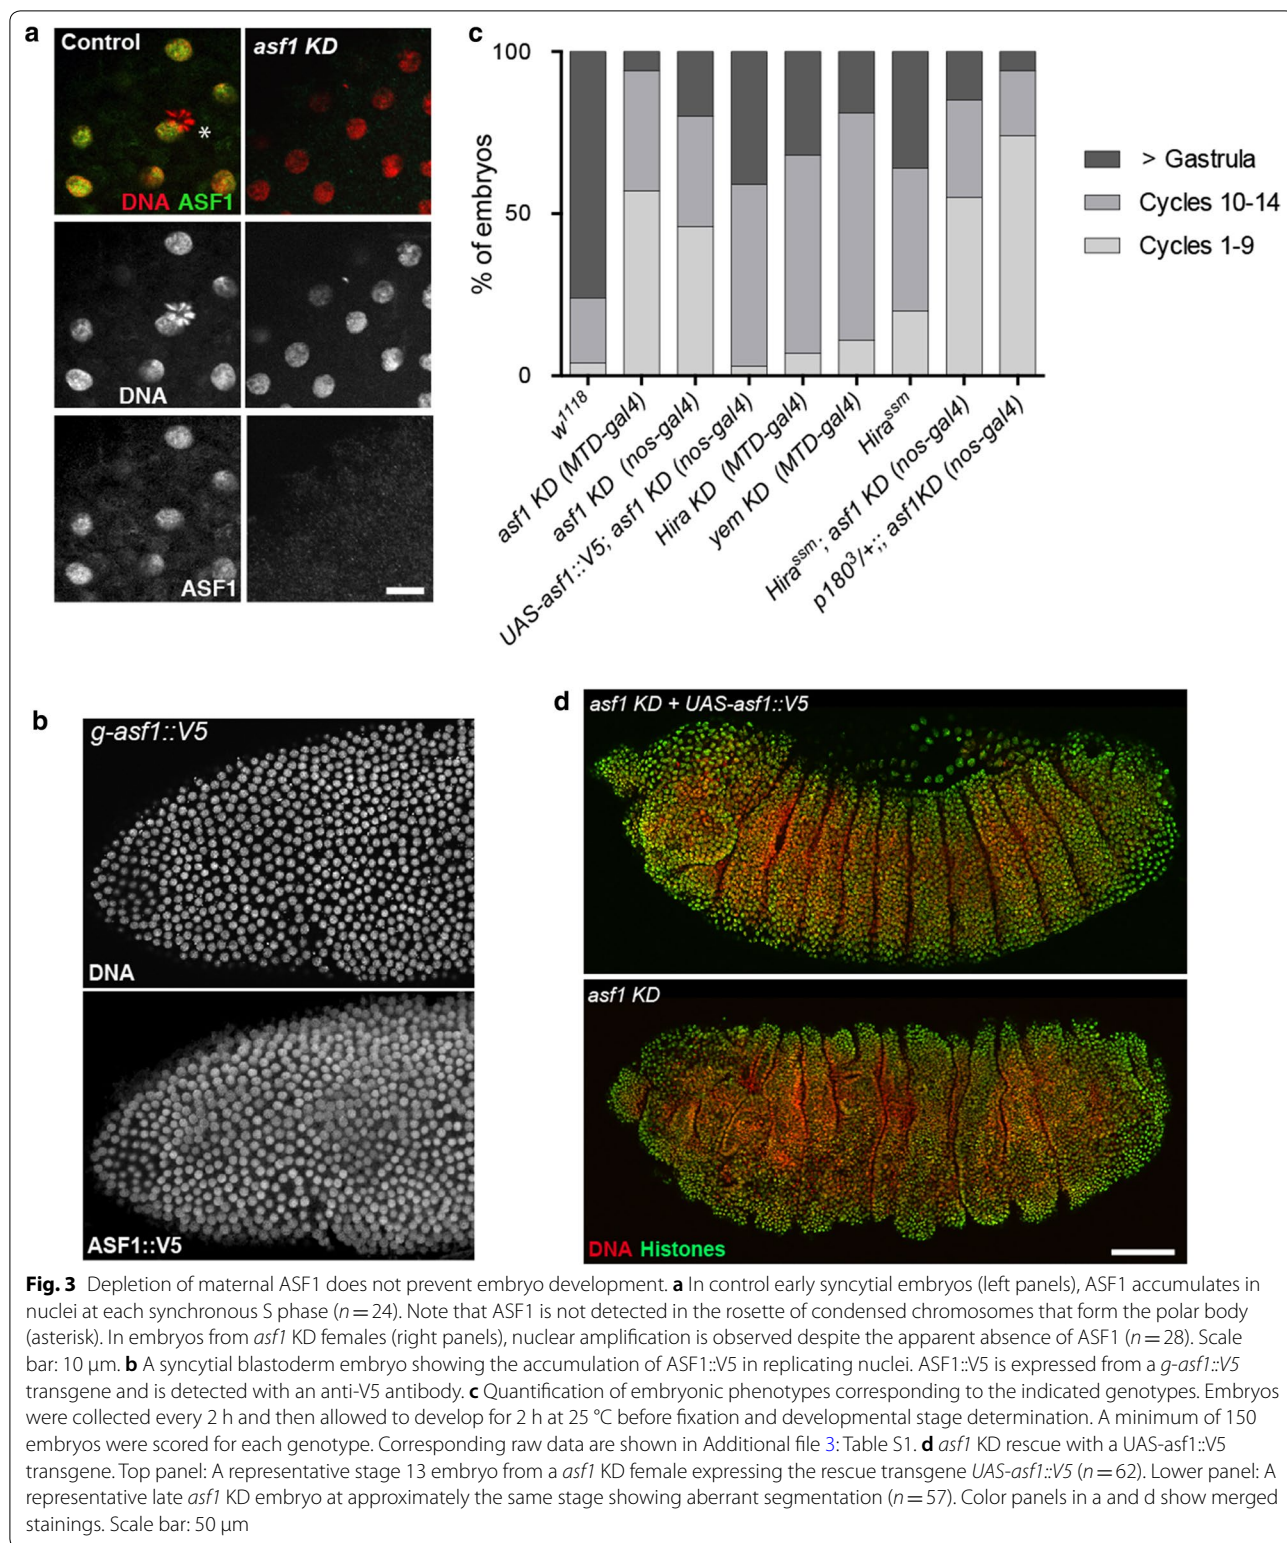 a
Control
asf1 KD
*
DNA ASF1
DNA
ASF1
c
100
50
0
% of embryos
> Gastrula
Cycles 10-14
Cycles 1-9
w1118
asf1 KD (MTD-gal4)
asf1 KD (nos-gal4)
UAS-asf1::V5; asf1 KD (nos-gal4)
Hira KD (MTD-gal4)
yem KD (MTD-gal4)
Hirassm
Hirassm; asf1 KD (nos-gal4)
p1803/+;; asf1KD (nos-gal4)
b
g-asf1::V5
DNA
ASF1::V5
d
asf1 KD + UAS-asf1::V5
asf1 KD
DNA Histones
Fig. 3 Depletion of maternal ASF1 does not prevent embryo development. a In control early syncytial embryos (left panels), ASF1 accumulates in
nuclei at each synchronous S phase (n = 24). Note that ASF1 is not detected in the rosette of condensed chromosomes that form the polar body
(asterisk). In embryos from asf1 KD females (right panels), nuclear amplification is observed despite the apparent absence of ASF1 (n = 28). Scale
bar: 10 µm. b A syncytial blastoderm embryo showing the accumulation of ASF1::V5 in replicating nuclei. ASF1::V5 is expressed from a g-asf1::V5
transgene and is detected with an anti-V5 antibody. c Quantification of embryonic phenotypes corresponding to the indicated genotypes. Embryos
were collected every 2 h and then allowed to develop for 2 h at 25 °C before fixation and developmental stage determination. A minimum of 150
embryos were scored for each genotype. Corresponding raw data are shown in Additional file 3: Table S1. d asf1 KD rescue with a UAS-asf1::V5
transgene. Top panel: A representative stage 13 embryo from a asf1 KD female expressing the rescue transgene UAS-asf1::V5 (n = 62). Lower panel: A
representative late asf1 KD embryo at approximately the same stage showing aberrant segmentation (n = 57). Color panels in a and d show merged
stainings. Scale bar: 50 µm